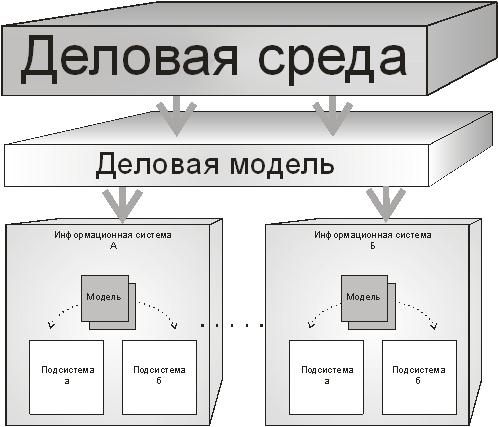 Деловая среда
Деловая модель
Информационная система
А
Модель
Подсистема
а
Подсистема
б
Информационная система
Б
Модель
Подсистема
а
Подсистема
б